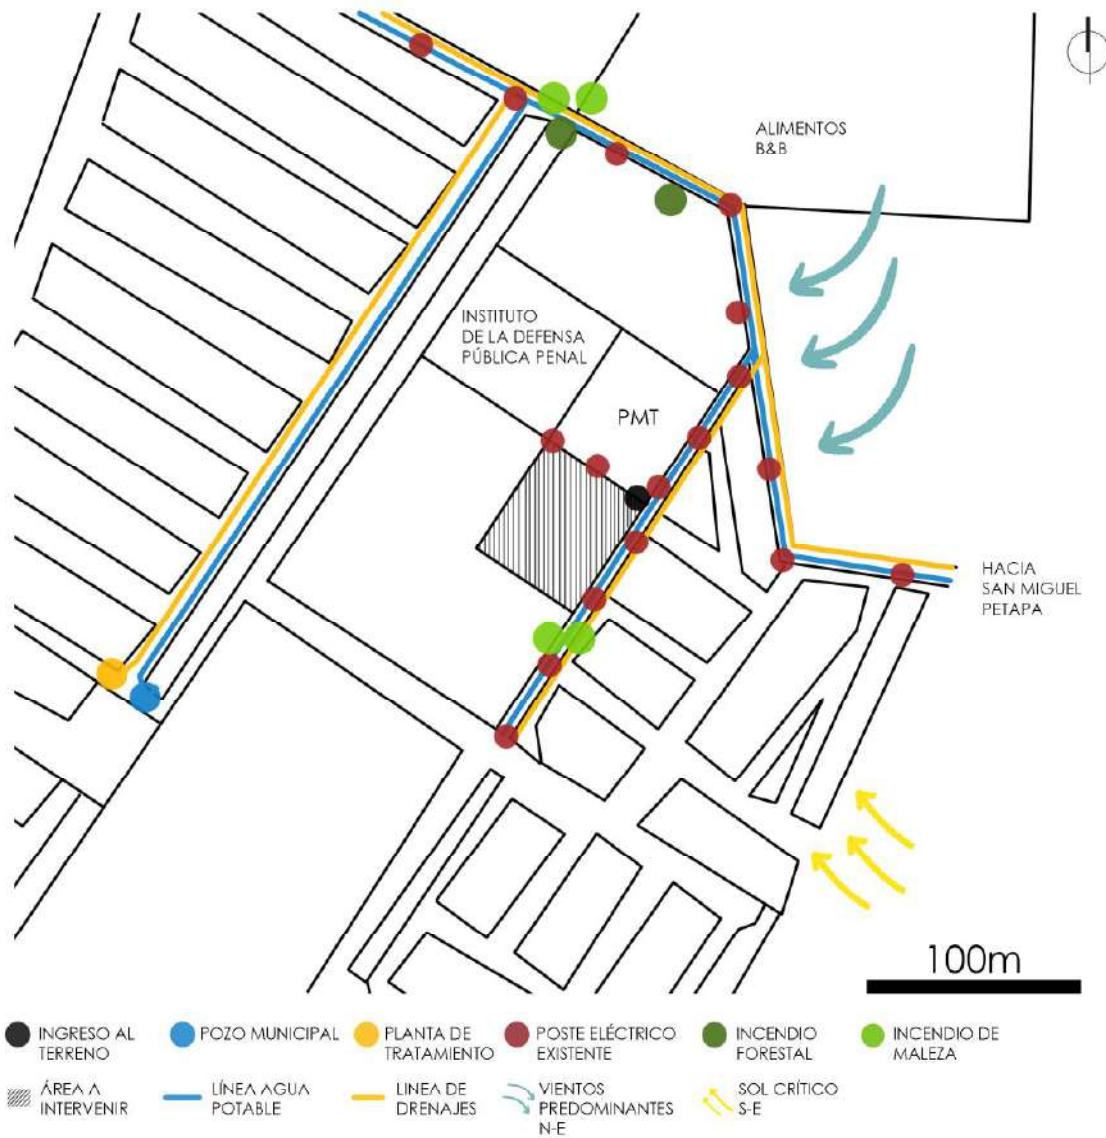 ALIMENTOS
B&B
INSTITUTO
DE LA DEFENSA
PÚBLICA PENAL
PMT
HACIA
SAN MIGUEL
PETAPA
100m
INGRESO AL
TERRENO
POZO MUNICIPAL
PLANTA DE
TRATAMIENTO
POSTE ELÉCTRICO
EXISTENTE
INCENDIO
FORESTAL
INCENDIO DE
MALEZA
ÁREA A
INTERVENIR
LÍNEA AGUA
POTABLE
LINEA DE
DRENAJES
VIENTOS
PREDOMINANTES
N-E
SOL CRÍTICO
S-E